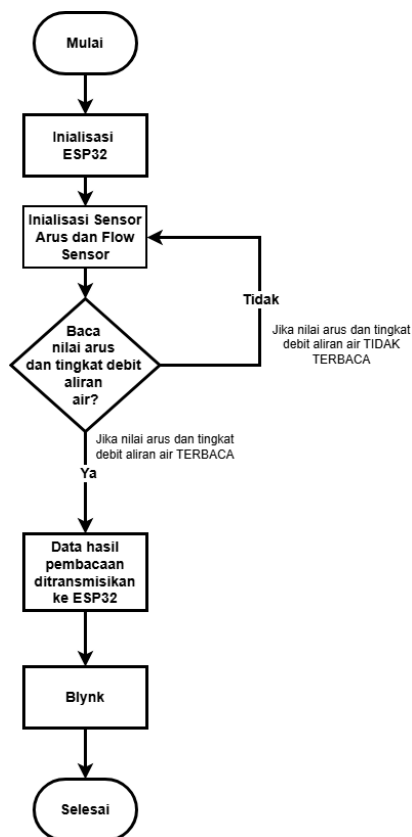 Mulai
Inialisasi
ESP32
Inialisasi Sensor
Arus dan Flow
Sensor
Tidak
Baca
nilai arus
dan tingkat debit
aliran
air?
Jika nilai arus dan tingkat
debit aliran air TIDAK
TERBACA
Jika nilai arus dan tingkat
debit aliran air TERBACA
Ya
Data hasil
pembacaan
ditransmisikan
ke ESP32
Blynk
Selesai